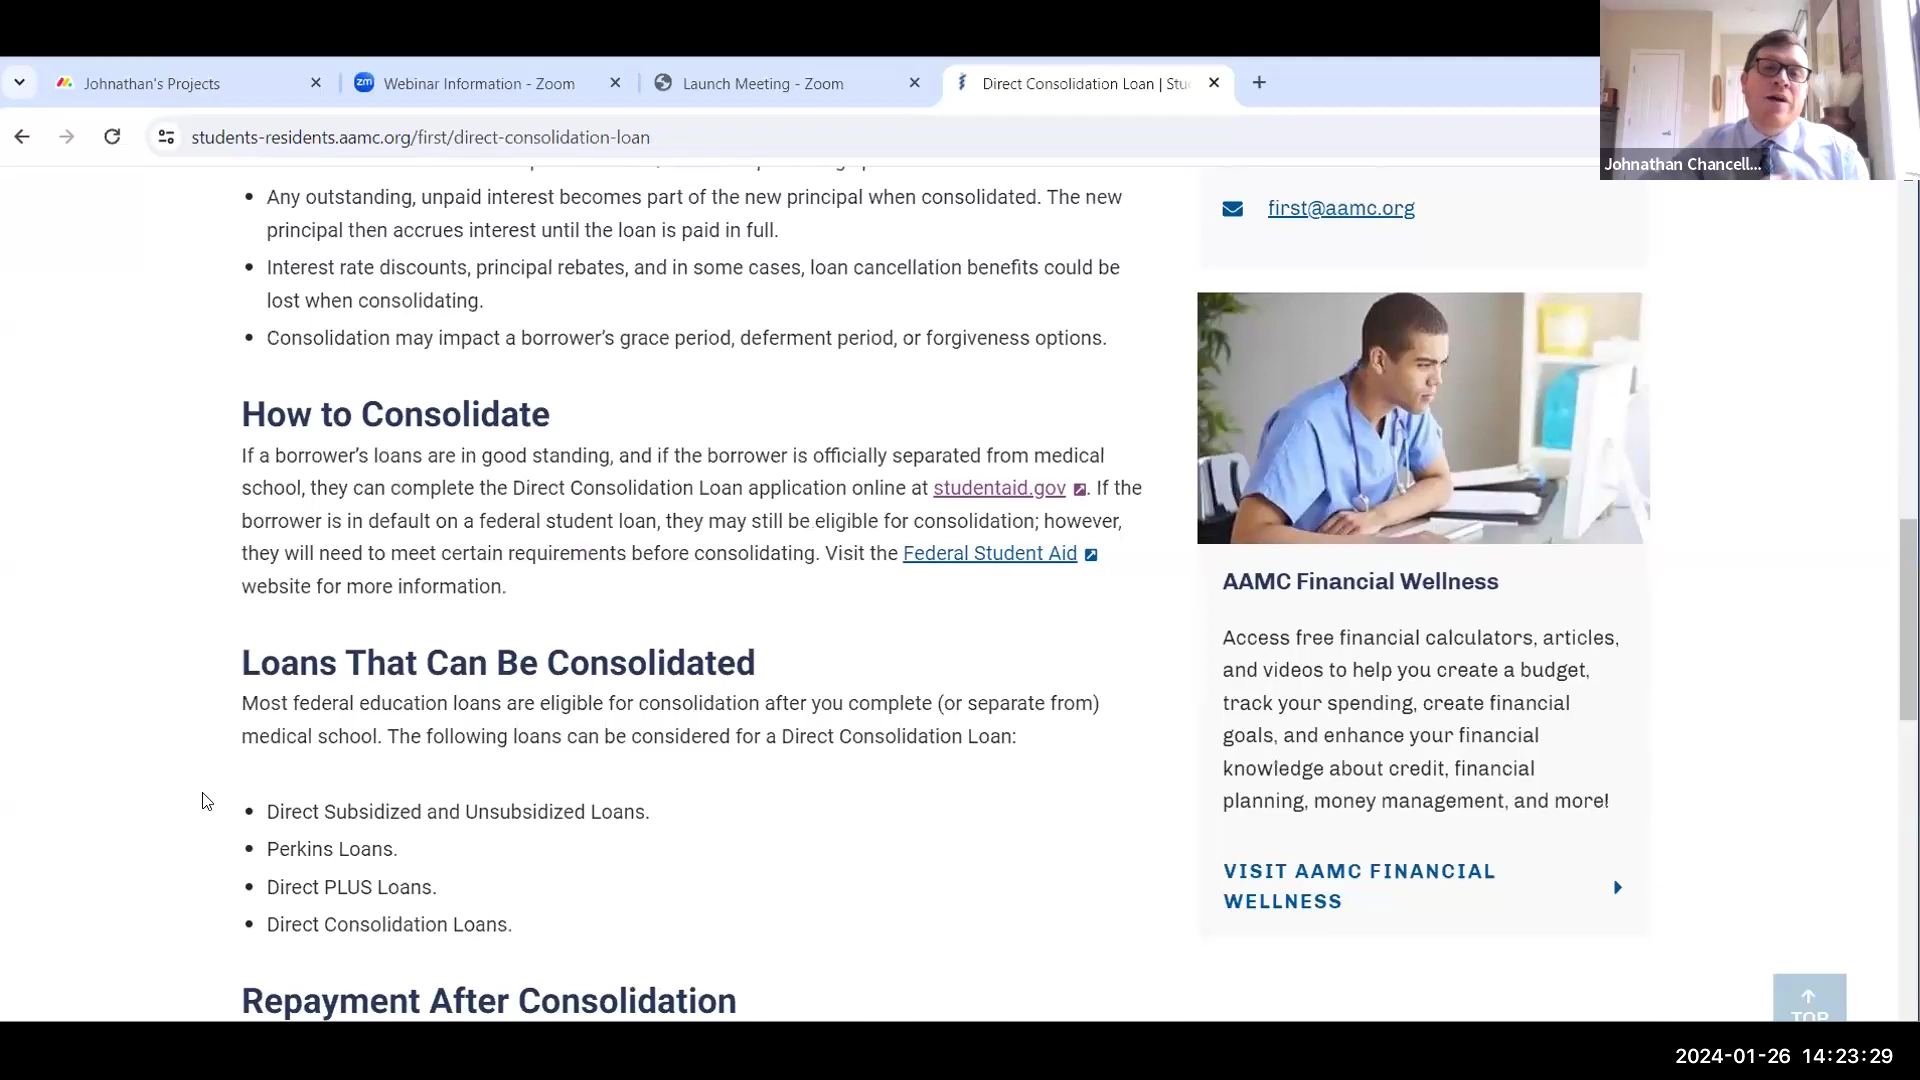 Johnathan's Projects
zm
Webinar Information - Zoom
Launch Meeting - Zoom
Direct Consolidation Loan | Stu
students-residents.aamc.org/first/direct-consolidation-loan
Johnathan Chancell...
• Any outstanding, unpaid interest becomes part of the new principal when consolidated. The new
principal then accrues interest until the loan is paid in full.
• Interest rate discounts, principal rebates, and in some cases, loan cancellation benefits could be
lost when consolidating.
• Consolidation may impact a borrower’s grace period, deferment period, or forgiveness options.
How to Consolidate
If a borrower’s loans are in good standing, and if the borrower is officially separated from medical
school, they can complete the Direct Consolidation Loan application online at studentaid.gov. If the
borrower is in default on a federal student loan, they may still be eligible for consolidation; however,
they will need to meet certain requirements before consolidating. Visit the Federal Student Aid
website for more information.
Loans That Can Be Consolidated
Most federal education loans are eligible for consolidation after you complete (or separate from)
medical school. The following loans can be considered for a Direct Consolidation Loan:
• Direct Subsidized and Unsubsidized Loans.
• Perkins Loans.
• Direct PLUS Loans.
• Direct Consolidation Loans.
Repayment After Consolidation
first@aamc.org
AAMC Financial Wellness
Access free financial calculators, articles,
and videos to help you create a budget,
track your spending, create financial
goals, and enhance your financial
knowledge about credit, financial
planning, money management, and more!
VISIT AAMC FINANCIAL
WELLNESS
TOP
2024-01-26 14:23:29